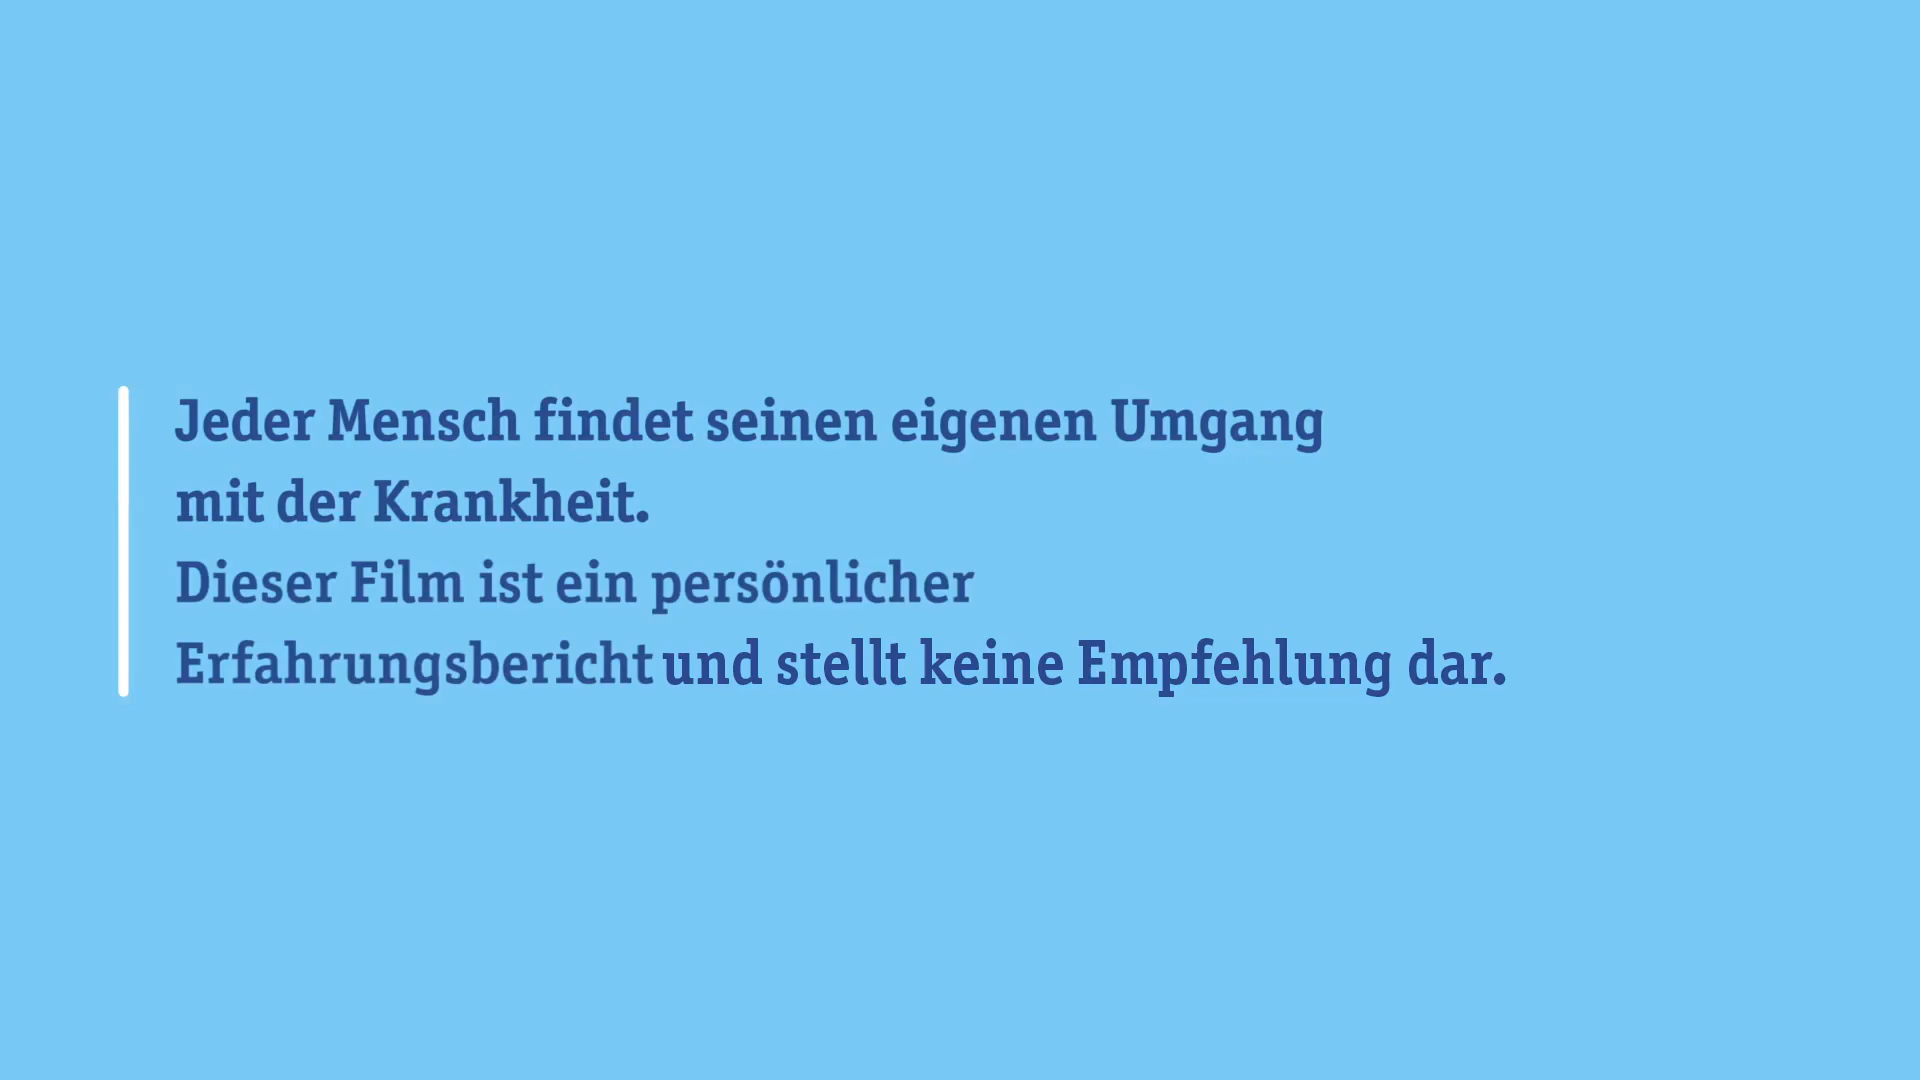 Jeder Mensch findet seinen eigenen Umgang
mit der Krankheit.
Dieser Film ist ein persönlicher
Erfahrungsbericht und stellt keine Empfehlung dar.